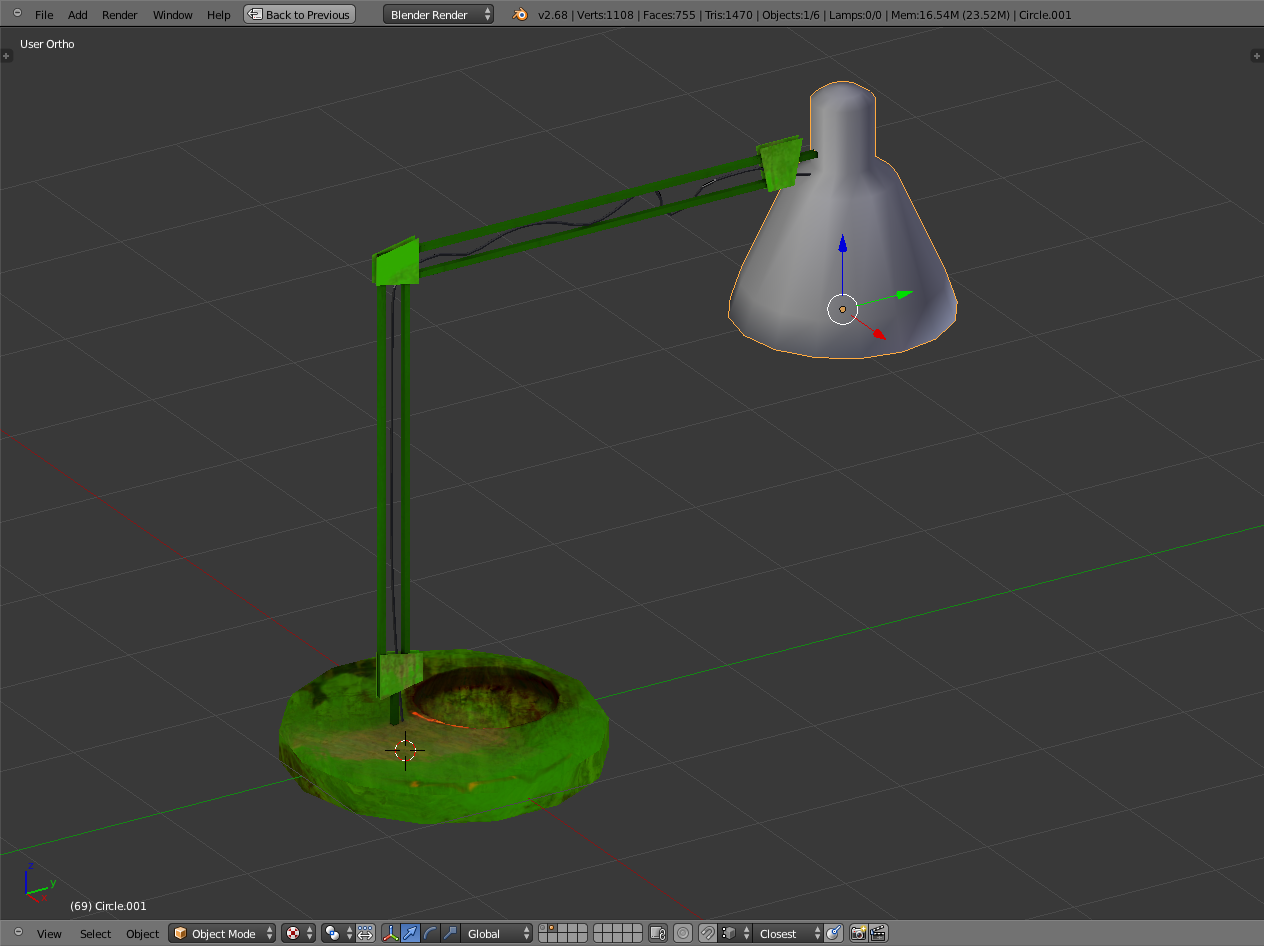 File Add Render Window Help Back to Previous Blender Render v2.68 | Verts:1108 | Faces:755 | Tris:1470 | Objects:1/6 | Lamps:0/0 | Mem:16.54M (23.52M) | Circle.001
User Ortho
z
y
x
(69) Circle.001
View Select Object Object Mode Global Closest